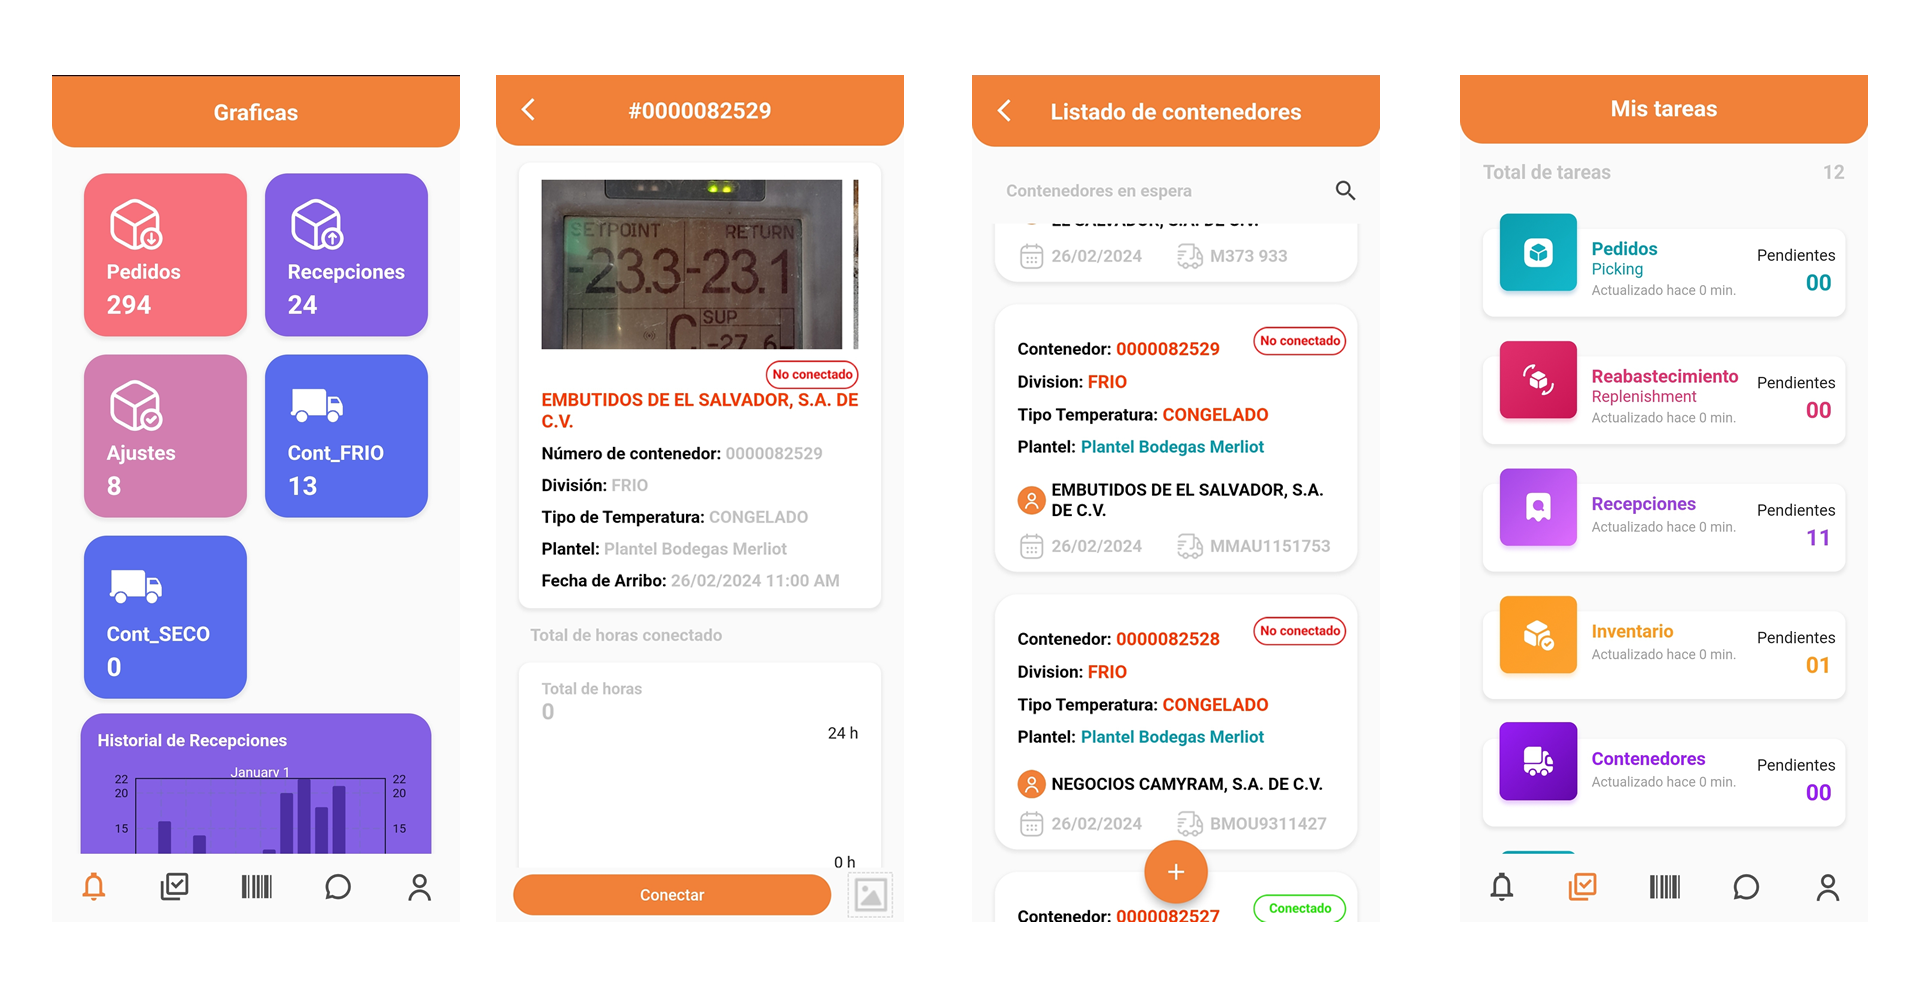 Graficas
Pedidos
294
Recepciones
24
Ajustes
8
Cont_FRIO
13
Cont_SECO
0
Historial de Recepciones
January 1
22
20
15
22
20
15
#0000082529
SETPOINT
RETURN
-23.3
-23.1
SUP
C
-27.6
No conectado
EMBUTIDOS DE EL SALVADOR, S.A. DE
C.V.
Número de contenedor: 0000082529
División: FRIO
Tipo de Temperatura: CONGELADO
Plantel: Plantel Bodegas Merliot
Fecha de Arribo: 26/02/2024 11:00 AM
Total de horas conectado
Total de horas
0
24 h
0 h
Conectar
Listado de contenedores
Contenedores en espera
EL SALVADOR, S.A. DE C.V.
26/02/2024
M373 933
No conectado
Contenedor: 0000082529
Division: FRIO
Tipo Temperatura: CONGELADO
Plantel: Plantel Bodegas Merliot
EMBUTIDOS DE EL SALVADOR, S.A.
DE C.V.
26/02/2024
MMAU1151753
No conectado
Contenedor: 0000082528
Division: FRIO
Tipo Temperatura: CONGELADO
Plantel: Plantel Bodegas Merliot
NEGOCIOS CAMYRAM, S.A. DE C.V.
26/02/2024
BMOU9311427
+
Conectado
Contenedor: 0000082527
Mis tareas
Total de tareas
12
Pedidos
Picking
Actualizado hace 0 min.
Pendientes
00
Reabastecimiento
Replenishment
Actualizado hace 0 min.
Pendientes
00
Recepciones
Actualizado hace 0 min.
Pendientes
11
Inventario
Actualizado hace 0 min.
Pendientes
01
Contenedores
Actualizado hace 0 min.
Pendientes
00